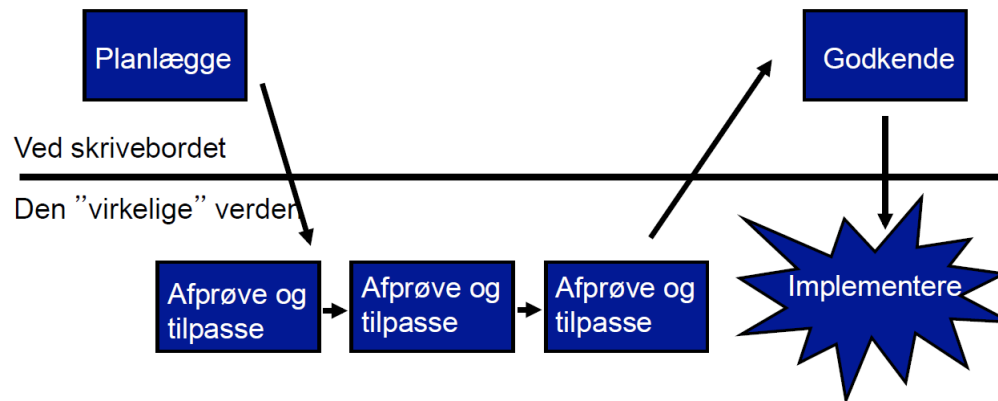 Planlægge
Godkende
Ved skrivebordet
Den ”virkelige” verden
Afprøve og
tilpasse
Afprøve og
tilpasse
Afprøve og
tilpasse
Implementere